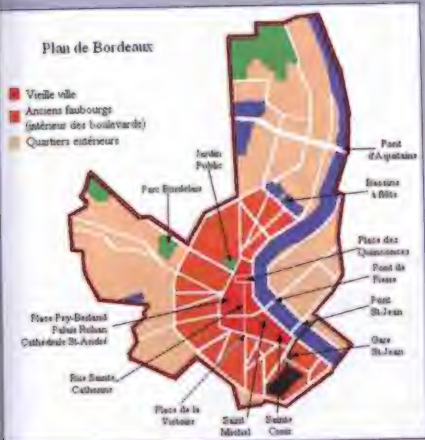 Plan de Bordeaux
Vieille ville
Anciens faubourgs
(intérieur des boulevards)
Quartiers extérieurs
Pont
d'Aquitaine
Jardin
Public
Bassins
à flots
Parc Bordelais
Place des
Quinconces
Pont de
Pierre
Pont
St-Jean
Place Pey-Berland
Palais Rohan
Cathédrale St-André
Gare
St-Jean
Rue Sainte
Catherine
Place de la
Victoire
Saint
Michel
Sainte
Croix